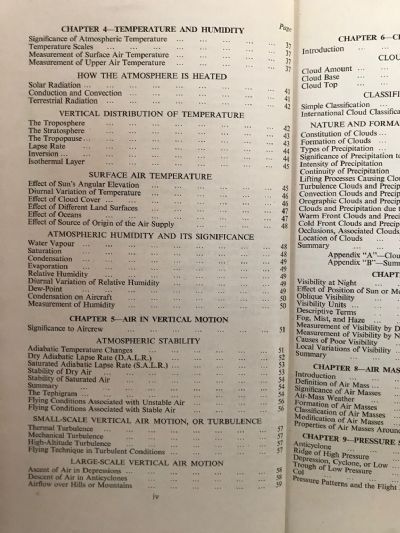 CHAPTER 4—TEMPERATURE AND HUMIDITY
Page
Significance of Atmospheric Temperature ... 37
Temperature Scales ... 37
Measurement of Surface Air Temperature ... 37
Measurement of Upper Air Temperature ... 37
HOW THE ATMOSPHERE IS HEATED
Solar Radiation ... 41
Conduction and Convection ... 41
Terrestrial Radiation ... 42
VERTICAL DISTRIBUTION OF TEMPERATURE
The Troposphere ... 42
The Stratosphere ... 43
The Tropopause ... 43
Lapse Rate ... 44
Inversion ... 44
Isothermal Layer ... 45
SURFACE AIR TEMPERATURE
Effect of Sun's Angular Elevation ... 45
Diurnal Variation of Temperature ... 45
Effect of Cloud Cover ... 46
Effect of Different Land Surfaces ... 46
Effect of Oceans ... 47
Effect of Source of Origin of the Air Supply ... 48
ATMOSPHERIC HUMIDITY AND ITS SIGNIFICANCE
Water Vapour ... 48
Saturation ... 48
Condensation ... 48
Evaporation ... 49
Relative Humidity ... 49
Diurnal Variation of Relative Humidity ... 49
Dew-Point ... 49
Condensation on Aircraft ... 49
Measurement of Humidity ... 50
CHAPTER 5—AIR IN VERTICAL MOTION
Significance to Aircrew ... 51
ATMOSPHERIC STABILITY
Adiabatic Temperature Changes ... 51
Dry Adiabatic Lapse Rate (D.A.L.R.) ... 52
Saturated Adiabatic Lapse Rate (S.A.L.R.) ... 53
Stability of Dry Air ... 53
Stability of Saturated Air ... 54
Summary ... 55
The Tephigram ... 55
Flying Conditions Associated with Unstable Air ... 56
Flying Conditions Associated with Stable Air ... 56
SMALL-SCALE VERTICAL AIR MOTION, OR TURBULENCE
Thermal Turbulence ... 57
Mechanical Turbulence ... 57
High-Altitude Turbulence ... 57
Flying Technique in Turbulent Conditions ... 57
LARGE-SCALE VERTICAL AIR MOTION
Ascent of Air in Depressions ... 58
Descent of Air in Anticyclones ... 58
Airflow over Hills or Mountains ... 59
iv
CHAPTER 6—C
Introduction ...
CLOU
Cloud Amount ...
Cloud Base ...
Cloud Top ...
CLASSIFI
Simple Classification
International Cloud Classifica
NATURE AND FORMA
Constitution of Clouds ...
Formation of Clouds ...
Types of Precipitation ...
Significance of Precipitation to
Intensity of Precipitation
Continuity of Precipitation
Lifting Processes Causing Clou
Turbulence Clouds and Precipi
Convection Clouds and Precip
Orographic Clouds and Precip
Clouds and Precipitation due t
Warm Front Clouds and Preci
Cold Front Clouds and Precipi
Occlusions, Associated Clouds
Location of Clouds ...
Summary
Appendix "A"—Clou
Appendix "B"—Summ
CHAPT
Visibility at Night ...
Effect of Position of Sun or Mo
Oblique Visibility ...
Visibility Units ...
Descriptive Terms
Fog, Mist, and Haze ...
Measurement of Visibility by D
Measurement of Visibility by N
Causes of Poor Visibility
Local Variations of Visibility
Summary
CHAPTER 8—AIR MAS
Introduction
Definition of Air Mass ...
Significance of Air Masses
Air-Mass Weather
Formation of Air Masses
Classification of Air Masses
Modification of Air Masses
Properties of Air Masses Around
CHAPTER 9—PRESSURE S
Anticyclone
Ridge of High Pressure
Depression, Cyclone, or Low
Trough of Low Pressure
Col
Pressure Patterns and the Flight